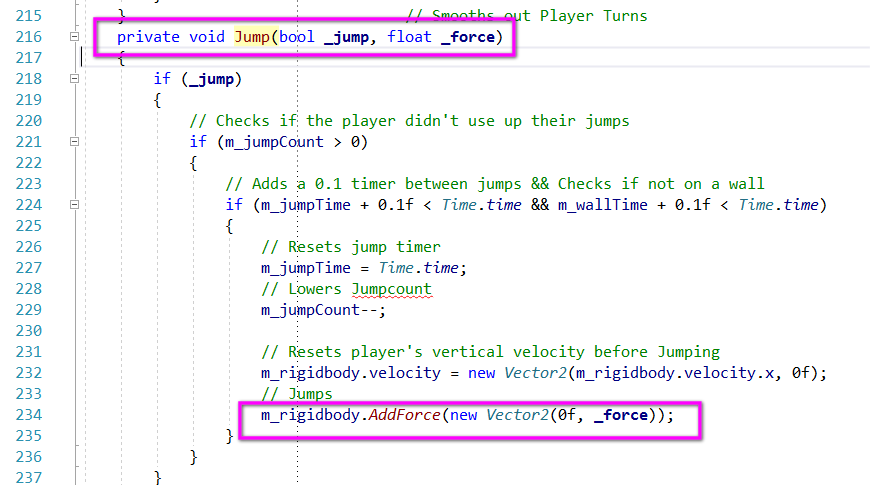 215 } // Smooths out Player Turns
216 private void Jump(bool _jump, float _force)
217 {
218 if (_jump)
219 {
220 // Checks if the player didn't use up their jumps
221 if (m_jumpCount > 0)
222 {
223 // Adds a 0.1 timer between jumps && Checks if not on a wall
224 if (m_jumpTime + 0.1f < Time.time && m_wallTime + 0.1f < Time.time)
225 {
226 // Resets jump timer
227 m_jumpTime = Time.time;
228 // Lowers Jumpcount
229 m_jumpCount--;
230
231 // Resets player's vertical velocity before Jumping
232 m_rigidbody.velocity = new Vector2(m_rigidbody.velocity.x, 0f);
233 // Jumps
234 m_rigidbody.AddForce(new Vector2(0f, _force));
235 }
236 }
237 }